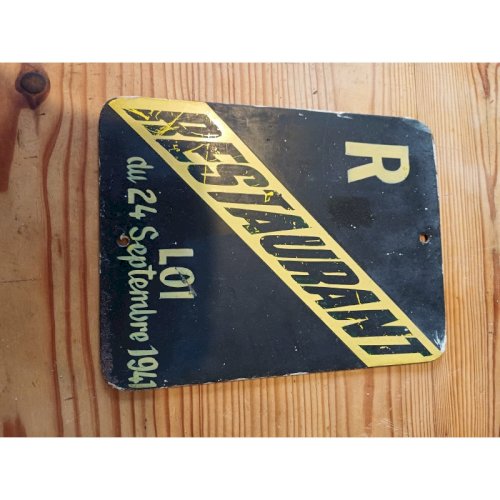 R
RESTAURANT
LOI
du 24 Septembre 1941